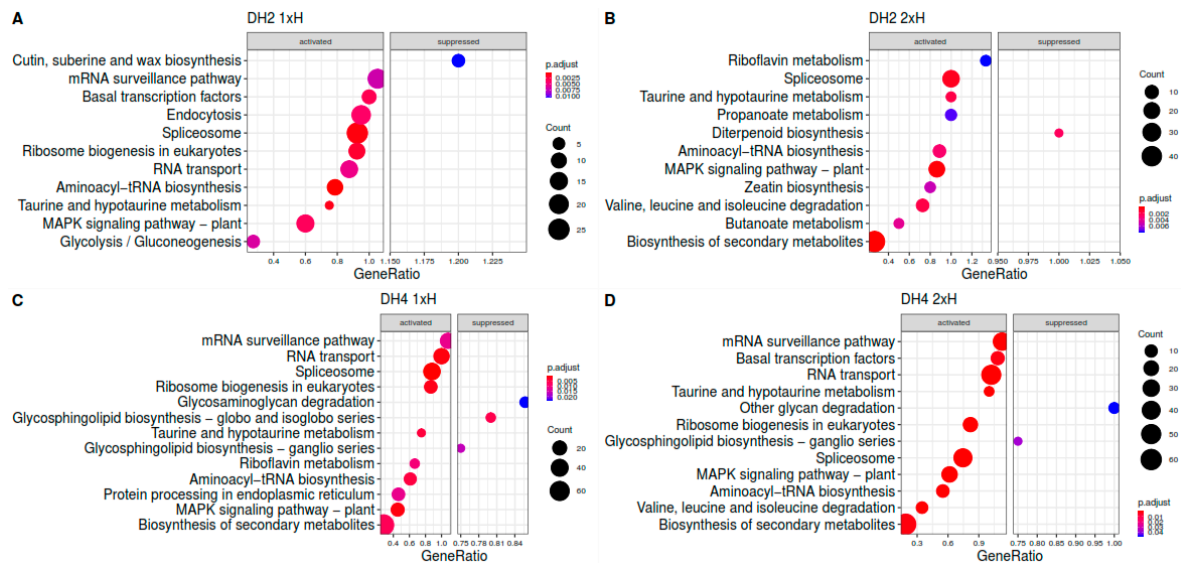 A
DH2 1xH
activated
suppressed
Cutin, suberine and wax biosynthesis
mRNA surveillance pathway
Basal transcription factors
Endocytosis
Spliceosome
Ribosome biogenesis in eukaryotes
RNA transport
Aminoacyl−tRNA biosynthesis
Taurine and hypotaurine metabolism
MAPK signaling pathway − plant
Glycolysis / Gluconeogenesis
0.4 0.6 0.8 1.0 1.150 1.175 1.200 1.225
GeneRatio
p.adjust
0.0025
0.0050
0.0075
0.0100
Count
5
10
15
20
25
B
DH2 2xH
activated
suppressed
Riboflavin metabolism
Spliceosome
Taurine and hypotaurine metabolism
Propanoate metabolism
Diterpenoid biosynthesis
Aminoacyl−tRNA biosynthesis
MAPK signaling pathway − plant
Zeatin biosynthesis
Valine, leucine and isoleucine degradation
Butanoate metabolism
Biosynthesis of secondary metabolites
0.4 0.6 0.8 1.0 1.2 0.950 0.975 1.000 1.025 1.050
GeneRatio
Count
10
20
30
40
p.adjust
0.002
0.004
0.006
C
DH4 1xH
activated
suppressed
mRNA surveillance pathway
RNA transport
Spliceosome
Ribosome biogenesis in eukaryotes
Glycosaminoglycan degradation
Glycosphingolipid biosynthesis − globo and isoglobo series
Taurine and hypotaurine metabolism
Glycosphingolipid biosynthesis − ganglio series
Riboflavin metabolism
Aminoacyl−tRNA biosynthesis
Protein processing in endoplasmic reticulum
MAPK signaling pathway − plant
Biosynthesis of secondary metabolites
0.4 0.6 0.8 1.0 0.75 0.78 0.81 0.84
GeneRatio
p.adjust
0.005
0.010
0.015
0.020
Count
20
40
60
D
DH4 2xH
activated
suppressed
mRNA surveillance pathway
Basal transcription factors
RNA transport
Taurine and hypotaurine metabolism
Other glycan degradation
Ribosome biogenesis in eukaryotes
Glycosphingolipid biosynthesis − ganglio series
Spliceosome
MAPK signaling pathway − plant
Aminoacyl−tRNA biosynthesis
Valine, leucine and isoleucine degradation
Biosynthesis of secondary metabolites
0.3 0.6 0.9 0.75 0.80 0.85 0.90 0.95 1.00
GeneRatio
Count
10
20
30
40
50
60
p.adjust
0.01
0.02
0.03
0.04